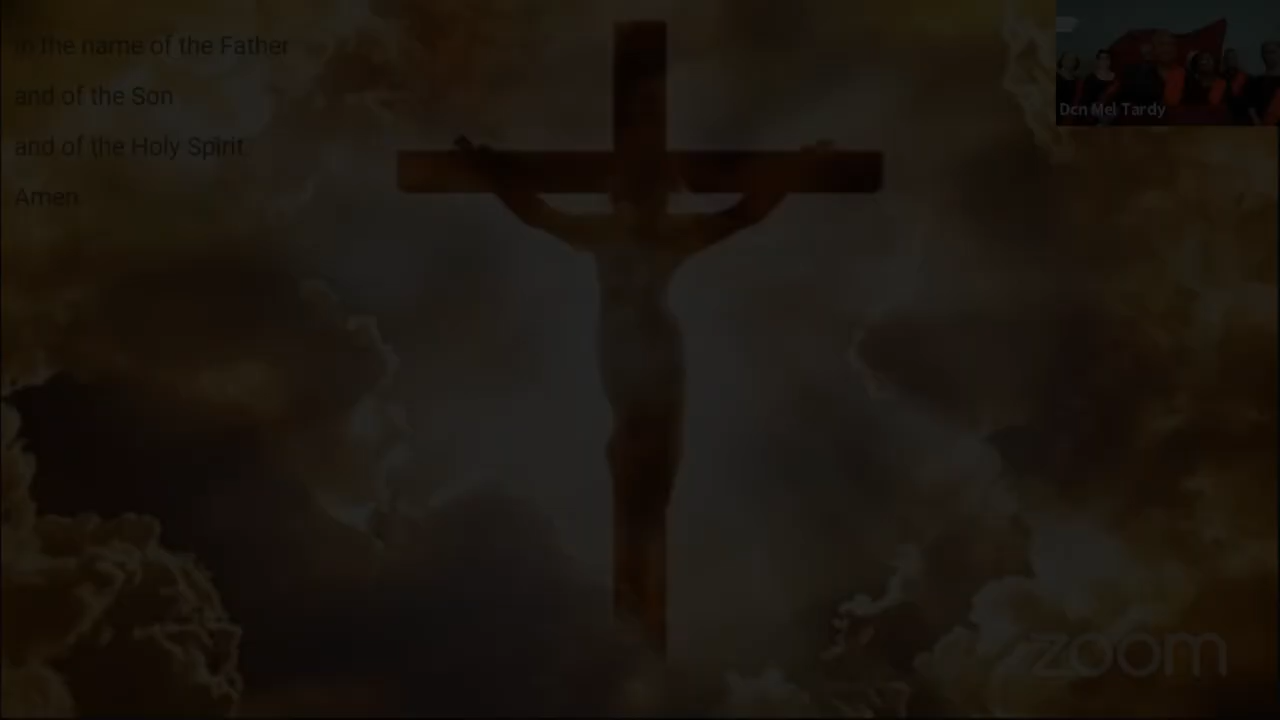 in the name of the Father
and of the Son
and of the Holy Spirit
Amen
Dcn Mel Tardy
zoom